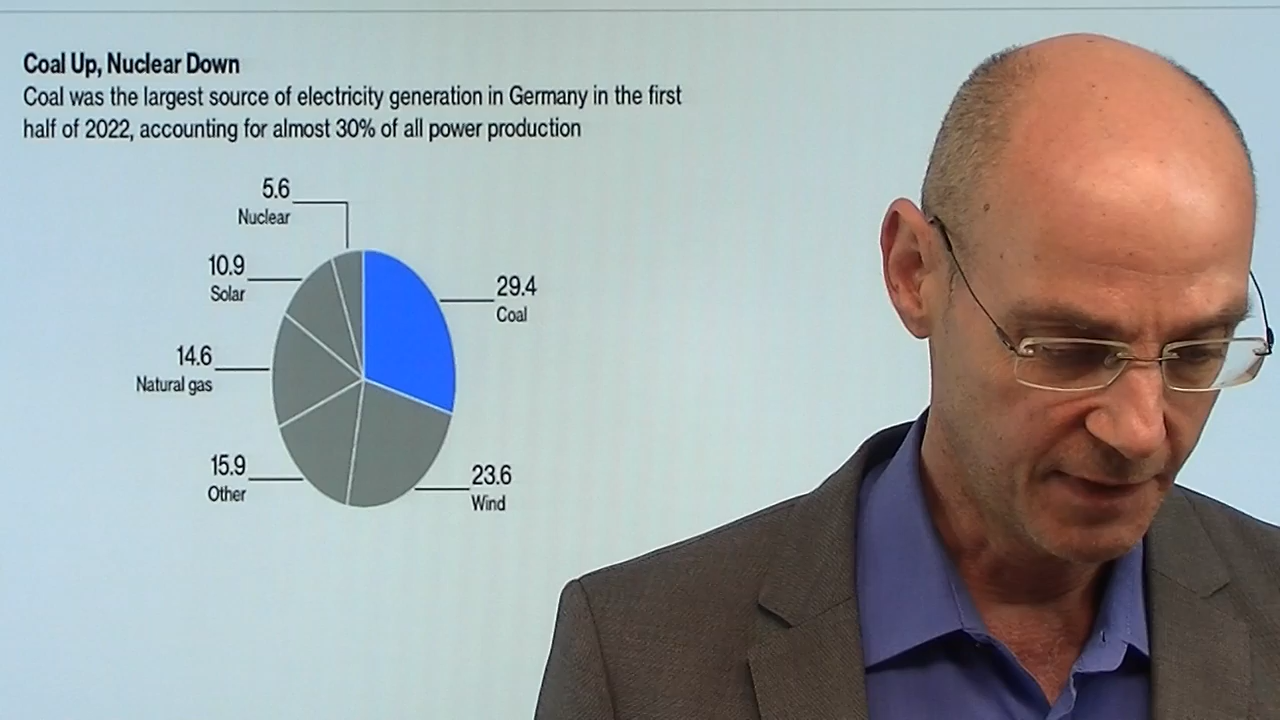 Coal Up, Nuclear Down
Coal was the largest source of electricity generation in Germany in the first
half of 2022, accounting for almost 30% of all power production
5.6
Nuclear
10.9
Solar
29.4
Coal
14.6
Natural gas
15.9
Other
23.6
Wind